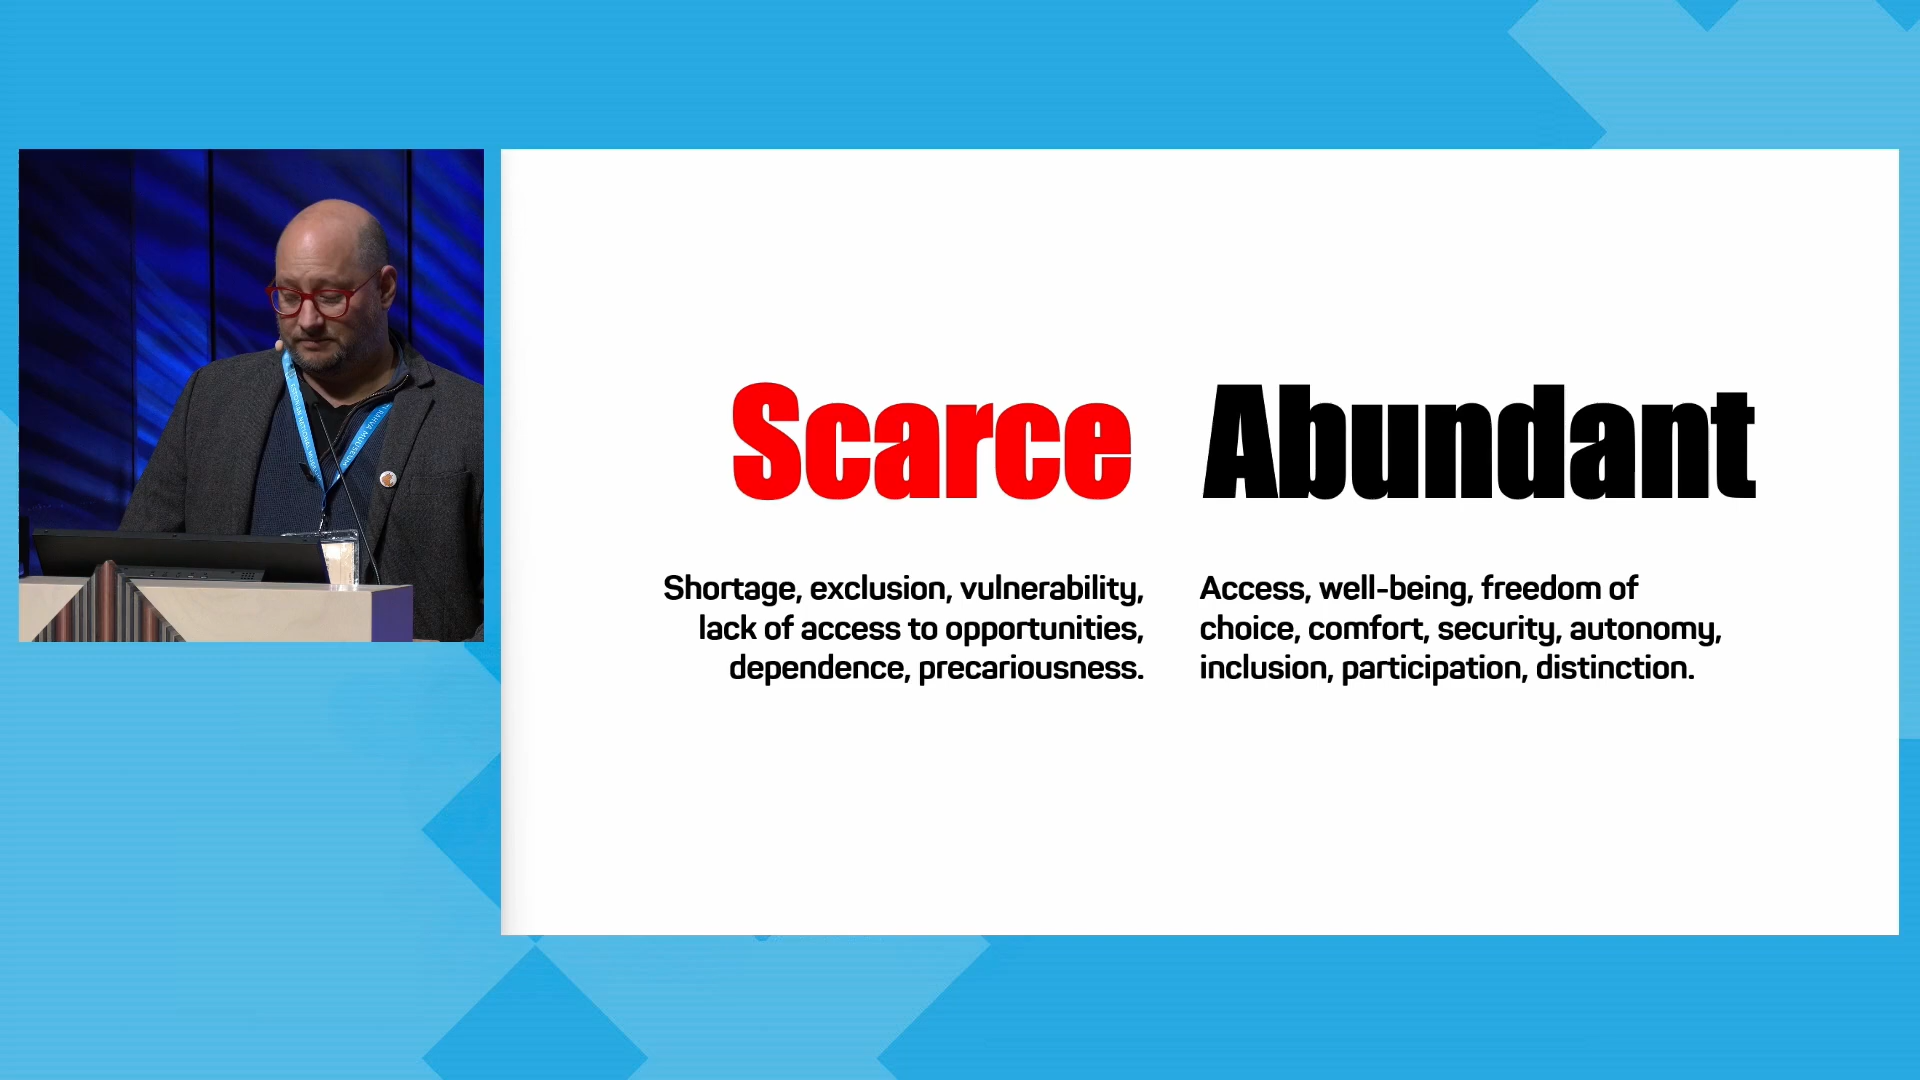 Scarce
Shortage, exclusion, vulnerability,
lack of access to opportunities,
dependence, precariousness.
Abundant
Access, well-being, freedom of
choice, comfort, security, autonomy,
inclusion, participation, distinction.